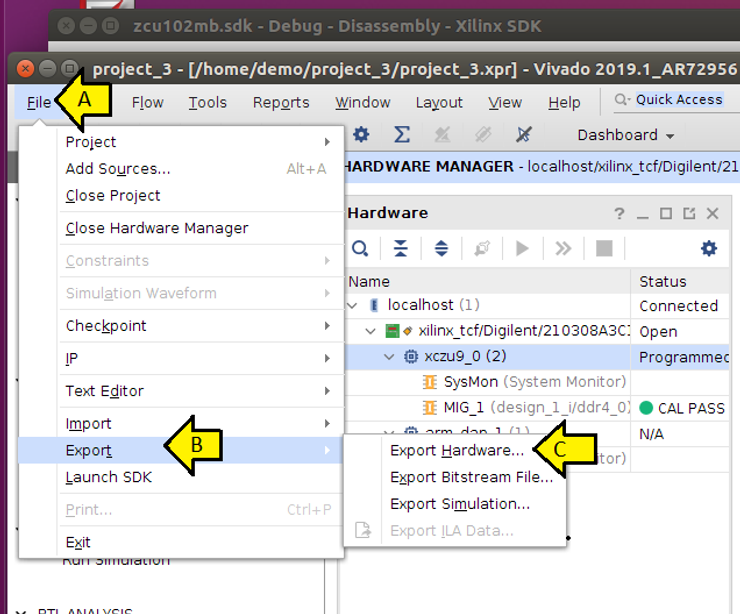 zcu102mb.sdk - Debug - Disassembly - Xilinx SDK
project_3 - [/home/demo/project_3/project_3.xpr] - Vivado 2019.1_AR72956
File A Flow Tools Reports Window Layout View Help Quick Access
Dashboard
HARDWARE MANAGER - localhost/xilinx_tcf/Digilent/21
Project
Add Sources... Alt+A
Close Project
Close Hardware Manager
Constraints
Simulation Waveform
Checkpoint
IP
Text Editor
Import
Export B
Launch SDK
Print... Ctrl+P
Exit
Run Simulation
RTL ANALYSIS
Hardware ?
Name Status
localhost (1) Connected
xilinx_tcf/Digilent/210308A3C Open
xczu9_0 (2) Programmed
SysMon (System Monitor)
MIG_1 (design_1_i/ddr4_0) CAL PASS
arm_dap_1 (1) N/A
Export Hardware... C itor)
Export Bitstream File...
Export Simulation...
Export ILA Data...